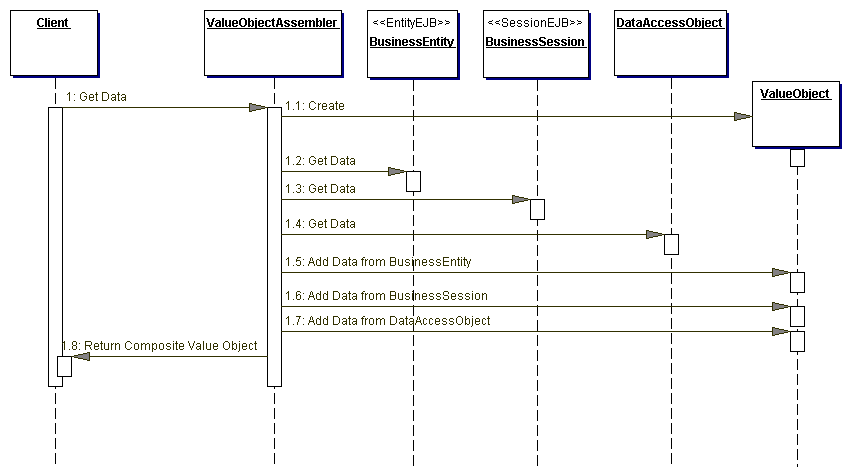 Client
ValueObjectAssembler
<<EntityEJB>>
BusinessEntity
<<SessionEJB>>
BusinessSession
DataAccessObject
ValueObject
1: Get Data
1.1: Create
1.2: Get Data
1.3: Get Data
1.4: Get Data
1.5: Add Data from BusinessEntity
1.6: Add Data from BusinessSession
1.7: Add Data from DataAccessObject
1.8: Return Composite Value Object